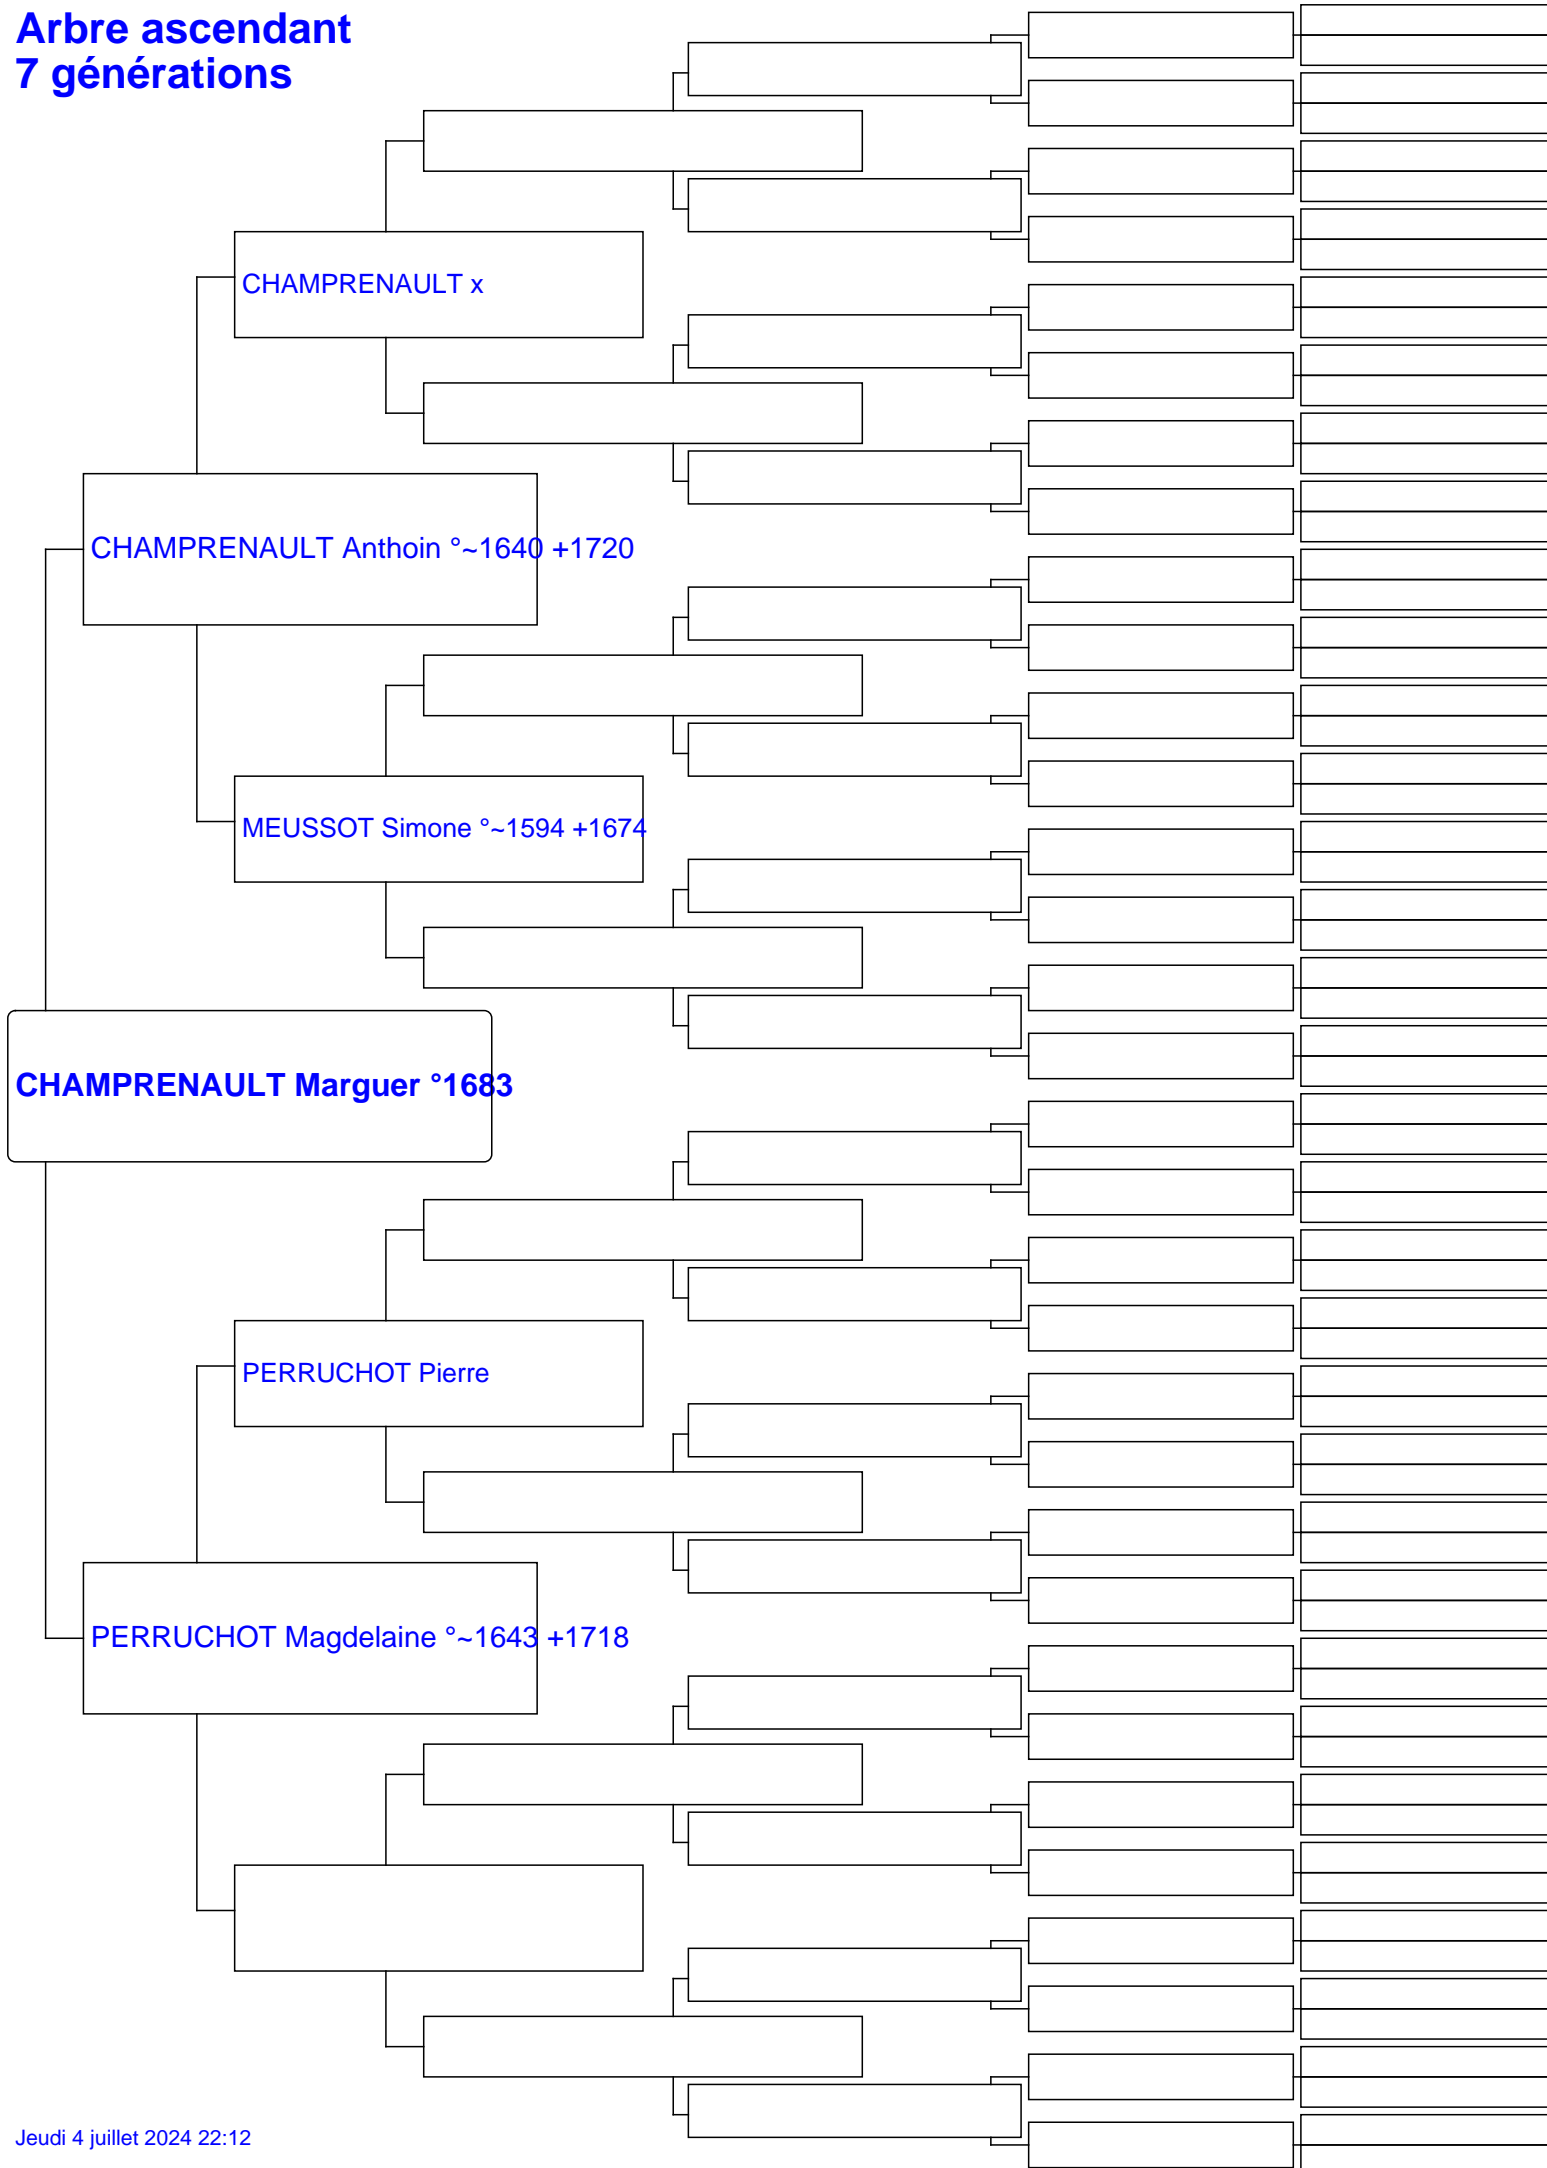 Arbre ascendant
7 générations
CHAMPRENAULT x
CHAMPRENAULT Anthoin °~1640 +1720
MEUSSOT Simone °~1594 +1674
CHAMPRENAULT Marguer °1683
PERRUCHOT Pierre
PERRUCHOT Magdelaine °~1643 +1718
Jeudi 4 juillet 2024 22:12